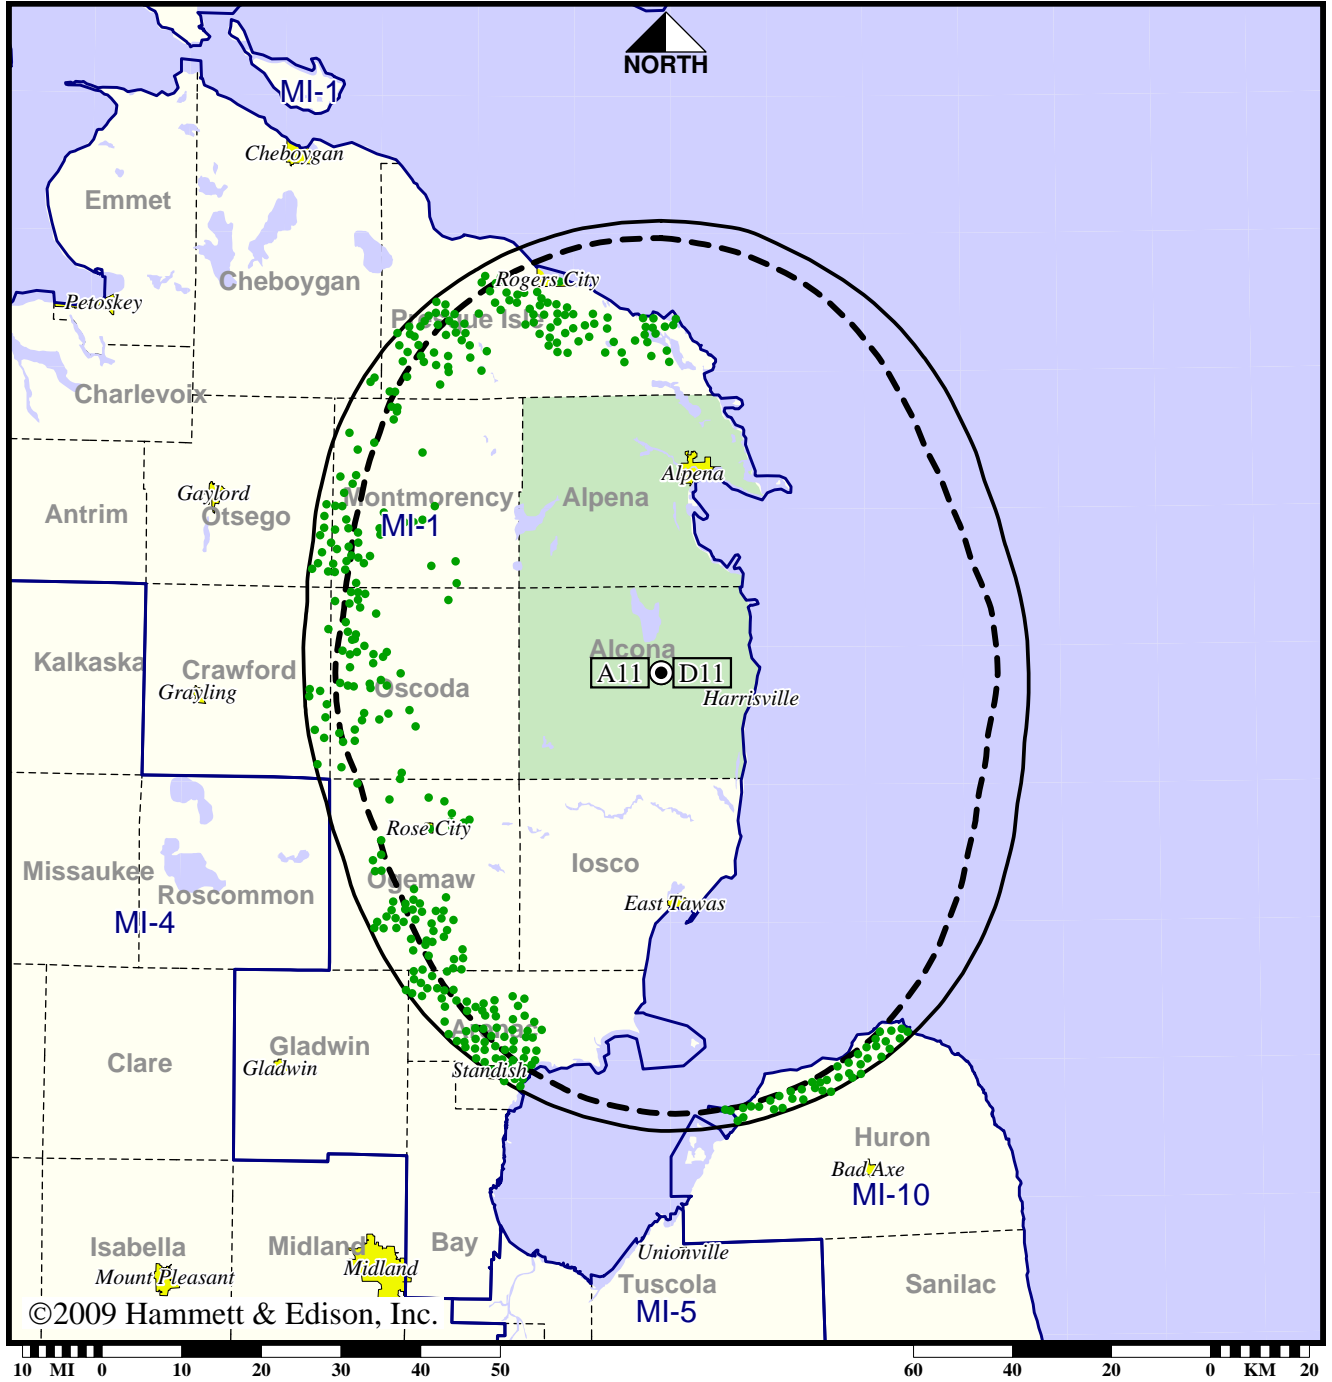 NORTH
MI-1
Cheboygan
Emmet
Cheboygan
Rogers City
Petoskey
Presque Isle
Charlevoix
Alpena
Gaylord
Montmorency
Alpena
Antrim
Otsego
MI-1
Alcona
Kalkaska
Crawford
A11
D11
Grayling
Oscoda
Harrisville
Rose City
Iosco
Missaukee
Ogemaw
Roscommon
East Tawas
MI-4
Arenac
Gladwin
Clare
Gladwin
Standish
Huron
Bad Axe
MI-10
Bay
Isabella
Midland
Unionville
Midland
Mount Pleasant
Tuscola
Sanilac
MI-5
©2009 Hammett & Edison, Inc.
10 MI 0 10 20 30 40 50
60 40 20 0 KM 20